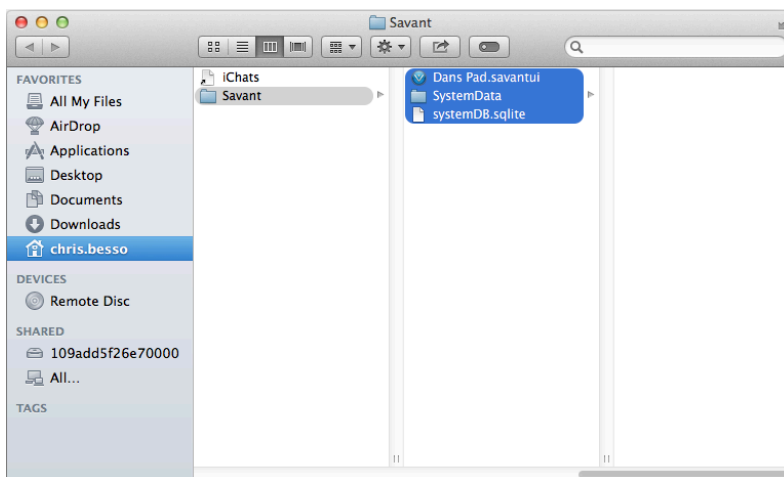 Savant
FAVORITES
All My Files
AirDrop
Applications
Desktop
Documents
Downloads
chris.besso
DEVICES
Remote Disc
SHARED
109add5f26e70000
All...
TAGS
iChats
Savant
Dans Pad.savantui
SystemData
systemDB.sqlite